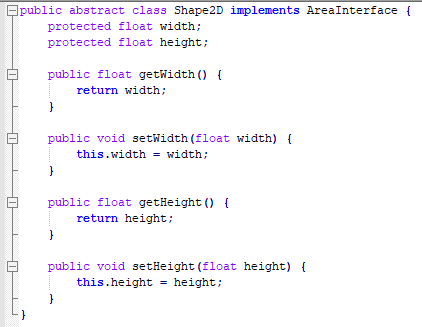 public abstract class Shape2D implements AreaInterface {
protected float width;
protected float height;
public float getWidth() {
return width;
}
public void setWidth(float width) {
this.width = width;
}
public float getHeight() {
return height;
}
public void setHeight(float height) {
this.height = height;
}
}